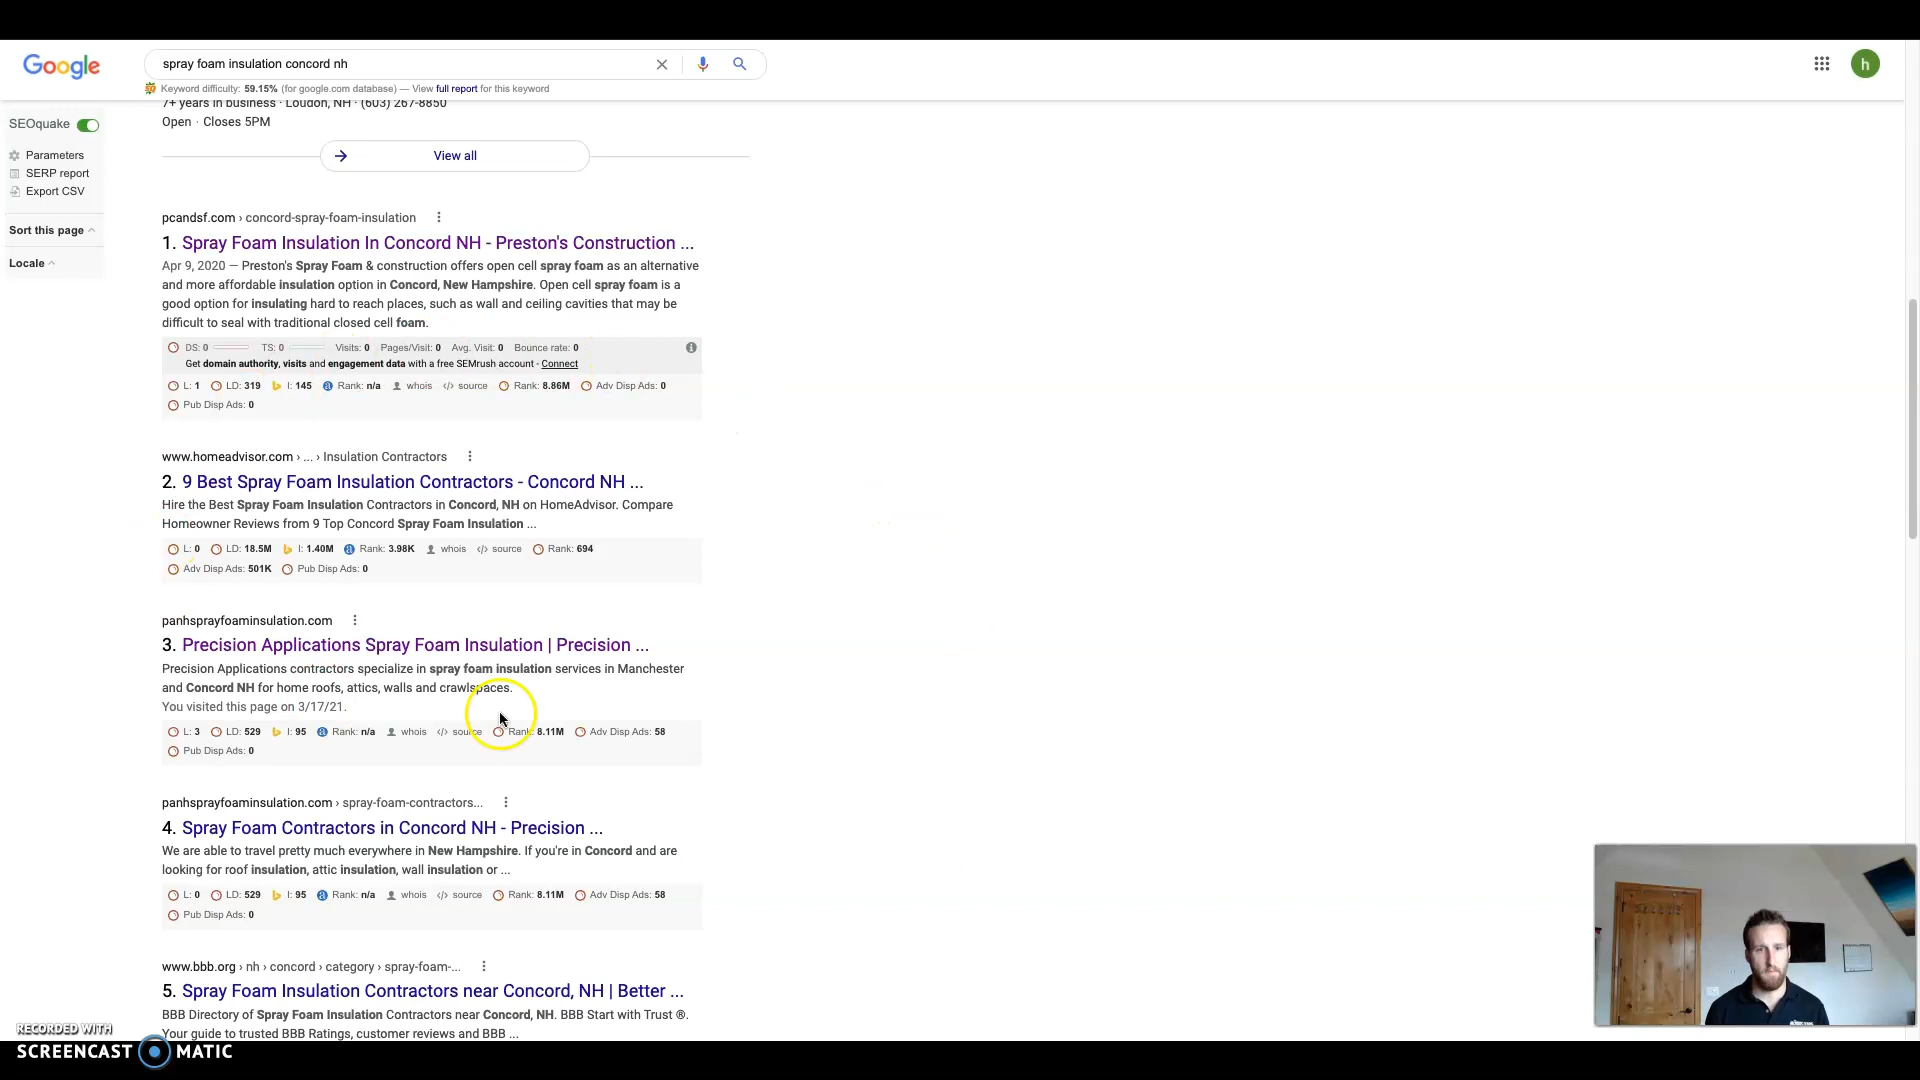 Google
spray foam insulation concord nh
h
Keyword difficulty: 59.15% (for google.com database) — View full report for this keyword
7+ years in business · Loudon, NH · (603) 267-8850
Open · Closes 5PM
SEOquake
Parameters
SERP report
Export CSV
Sort this page
Locale
View all
pcandsf.com › concord-spray-foam-insulation
1. Spray Foam Insulation In Concord NH - Preston's Construction ...
Apr 9, 2020 — Preston's Spray Foam & construction offers open cell spray foam as an alternative
and more affordable insulation option in Concord, New Hampshire. Open cell spray foam is a
good option for insulating hard to reach places, such as wall and ceiling cavities that may be
difficult to seal with traditional closed cell foam.
DS: 0 TS: 0 Visits: 0 Pages/Visit: 0 Avg. Visit: 0 Bounce rate: 0
Get domain authority, visits and engagement data with a free SEMrush account - Connect
L: 1 LD: 319 I: 145 Rank: n/a whois </> source Rank: 8.86M Adv Disp Ads: 0
Pub Disp Ads: 0
www.homeadvisor.com › ... › Insulation Contractors
2. 9 Best Spray Foam Insulation Contractors - Concord NH ...
Hire the Best Spray Foam Insulation Contractors in Concord, NH on HomeAdvisor. Compare
Homeowner Reviews from 9 Top Concord Spray Foam Insulation ...
L: 0 LD: 18.5M I: 1.40M Rank: 3.98K whois </> source Rank: 694
Adv Disp Ads: 501K Pub Disp Ads: 0
panhsprayfoaminsulation.com
3. Precision Applications Spray Foam Insulation | Precision ...
Precision Applications contractors specialize in spray foam insulation services in Manchester
and Concord NH for home roofs, attics, walls and crawlspaces.
You visited this page on 3/17/21.
L: 3 LD: 529 I: 95 Rank: n/a whois </> source Rank: 8.11M Adv Disp Ads: 58
Pub Disp Ads: 0
panhsprayfoaminsulation.com › spray-foam-contractors...
4. Spray Foam Contractors in Concord NH - Precision ...
We are able to travel pretty much everywhere in New Hampshire. If you're in Concord and are
looking for roof insulation, attic insulation, wall insulation or ...
L: 0 LD: 529 I: 95 Rank: n/a whois </> source Rank: 8.11M Adv Disp Ads: 58
Pub Disp Ads: 0
www.bbb.org › nh › concord › category › spray-foam-...
5. Spray Foam Insulation Contractors near Concord, NH | Better ...
BBB Directory of Spray Foam Insulation Contractors near Concord, NH. BBB Start with Trust ®.
Your guide to trusted BBB Ratings, customer reviews and BBB ...
RECORDED WITH
SCREENCAST MATIC